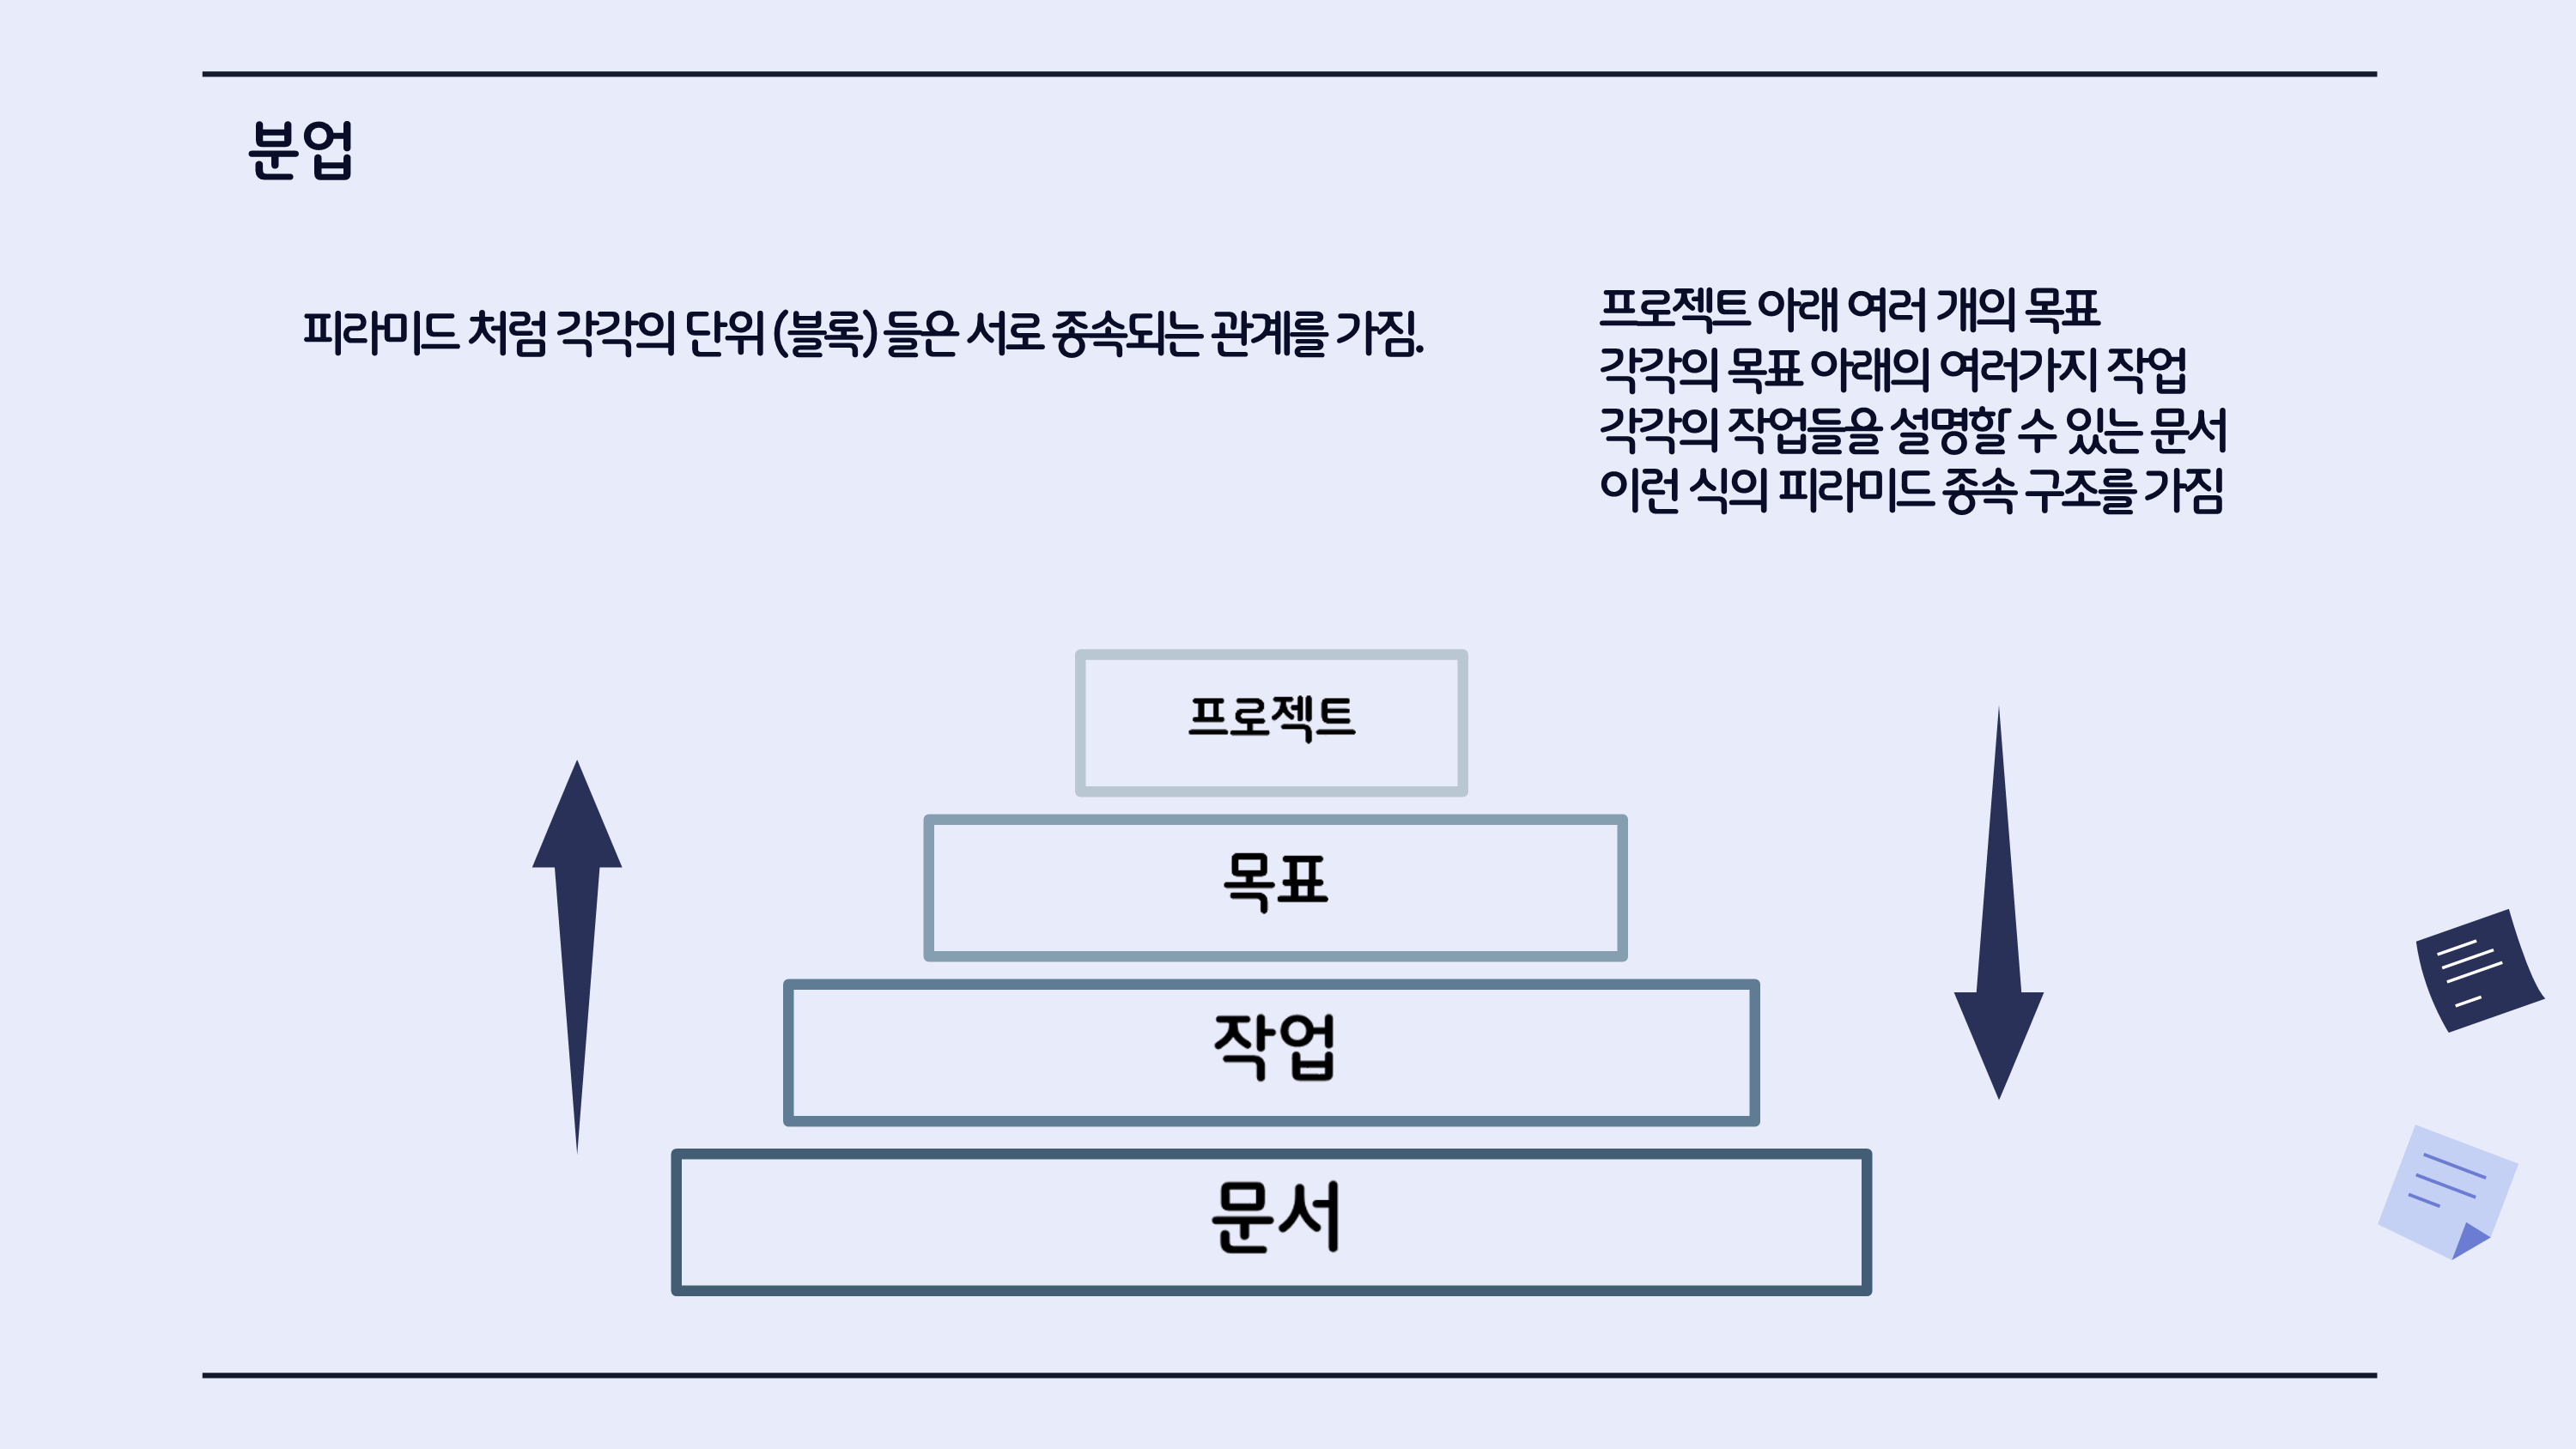 분업
피라미드 처럼 각각의 단위(블록)들은 서로 종속되는 관계를 가짐.
프로젝트 아래 여러 개의 목표
각각의 목표 아래의 여러가지 작업
각각의 작업들을 설명할 수 있는 문서
이런 식의 피라미드 종속 구조를 가짐
프로젝트
목표
작업
문서